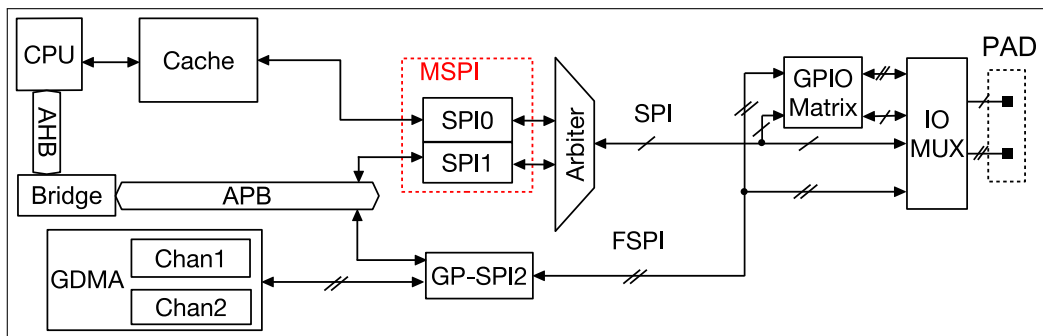 CPU
Cache
MSPI
SPI0
SPI1
AHB
Bridge
APB
Arbiter
SPI
FSPI
GPIO
Matrix
IO
MUX
PAD
GDMA
Chan1
Chan2
GP-SPI2